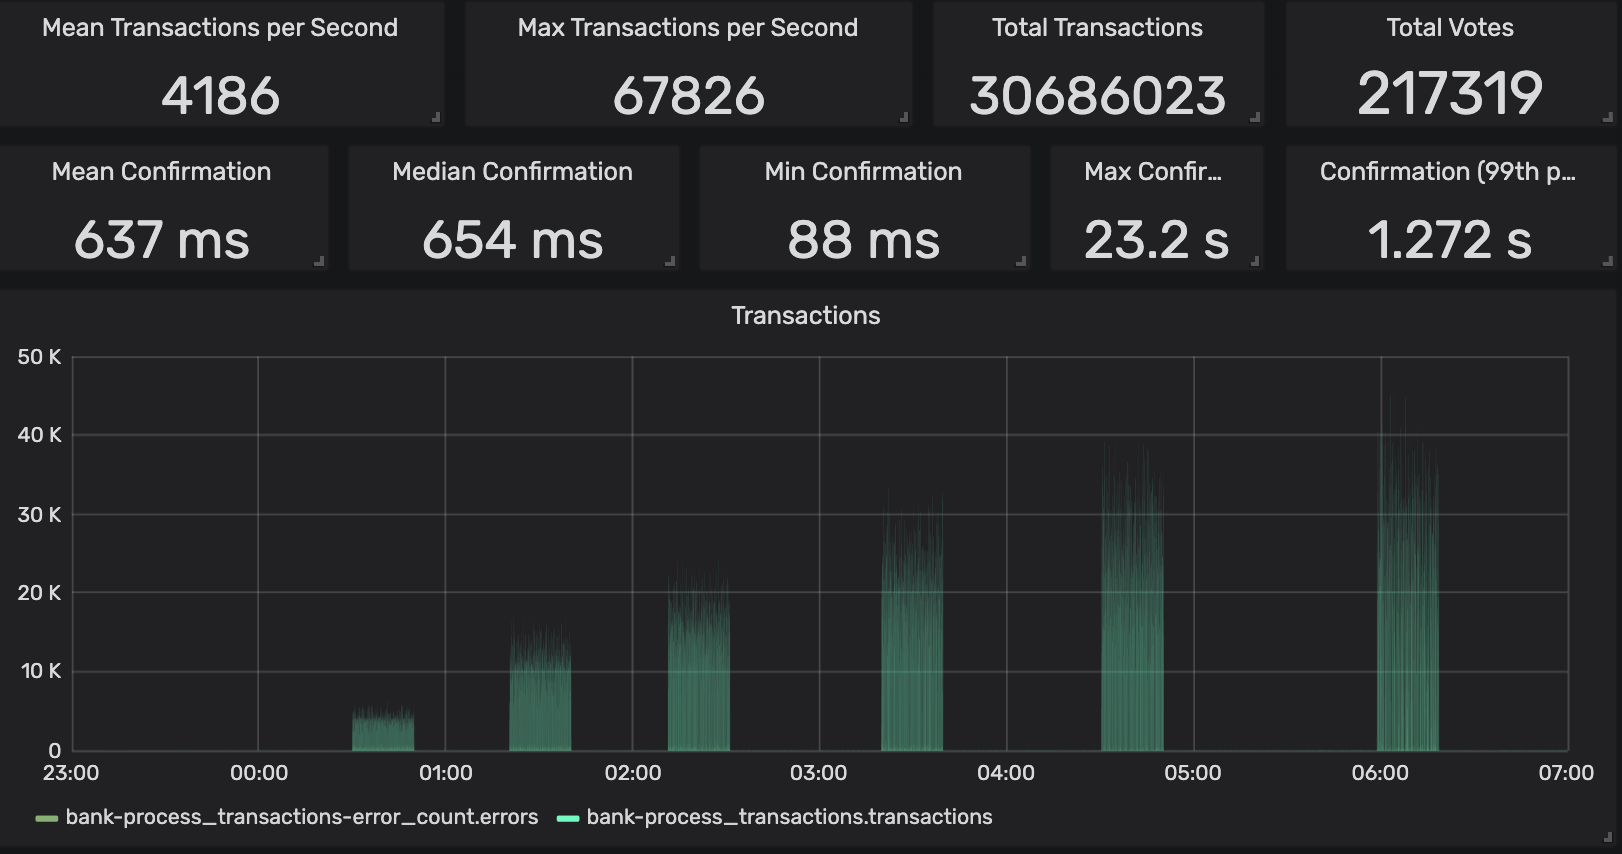 Mean Transactions per Second
4186
Max Transactions per Second
67826
Total Transactions
30686023
Total Votes
217319
Mean Confirmation
637 ms
Median Confirmation
654 ms
Min Confirmation
88 ms
Max Confir...
23.2 s
Confirmation (99th p...
1.272 s
Transactions
50 K
40 K
30 K
20 K
10 K
0
23:00 00:00 01:00 02:00 03:00 04:00 05:00 06:00 07:00
bank-process_transactions-error_count.errors bank-process_transactions.transactions